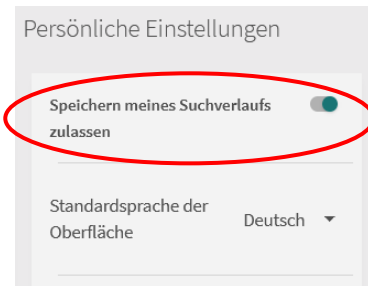 Persönliche Einstellungen
Speichern meines Suchverlaufs
zulassen
Standardsprache der
Oberfläche
Deutsch